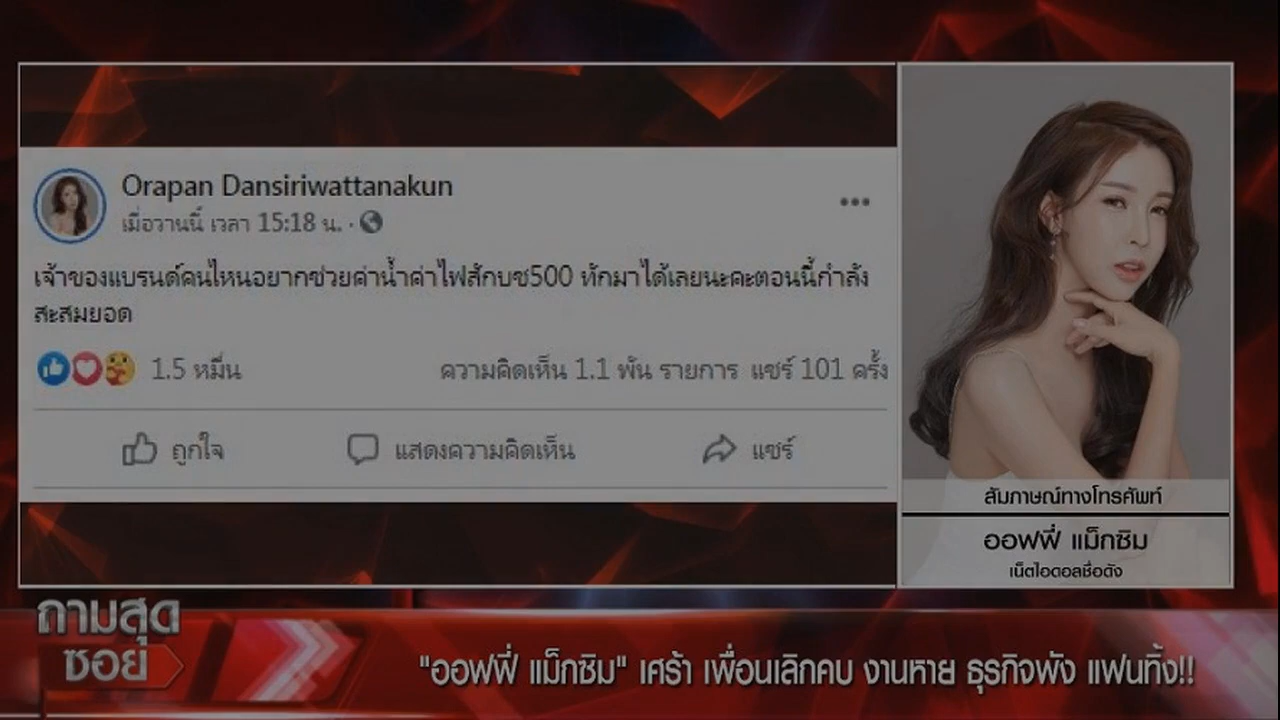 Orapan Dansiriwattanakun
เมื่อวานนี้ เวลา 15:18 น. ·
เจ้าของแบรนด์คนไหนอยากช่วยค่าน้ำค่าไฟสักบช500 ทักมาได้เลยนะคะตอนนี้กำลัง
สะสมยอด
1.5 หมื่น ความคิดเห็น 1.1 พัน รายการ แชร์ 101 ครั้ง
ถูกใจ แสดงความคิดเห็น แชร์
สัมภาษณ์ทางโทรศัพท์
ออฟฟี่ แม็กซิม
เน็ตไอดอลชื่อดัง
ถามสุด
ซอย
"ออฟฟี่ แม็กซิม" เศร้า เพื่อนเลิกคบ งานหาย ธุรกิจพัง แฟนทิ้ง!!